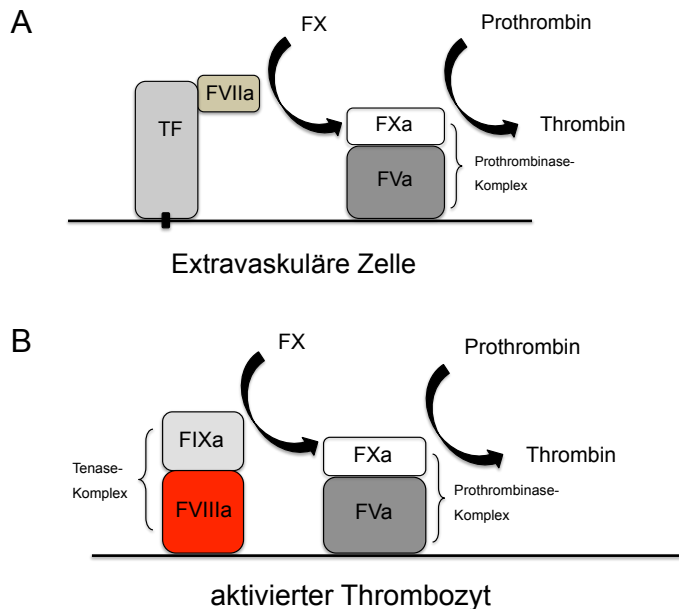 A
FX
Prothrombin
FVIIa
TF
FXa
Thrombin
FVa
Prothrombinase-
Komplex
Extravaskuläre Zelle
B
FX
Prothrombin
FIXa
Tenase-
Komplex
FXa
Thrombin
FVIIIa
FVa
Prothrombinase-
Komplex
aktivierter Thrombozyt